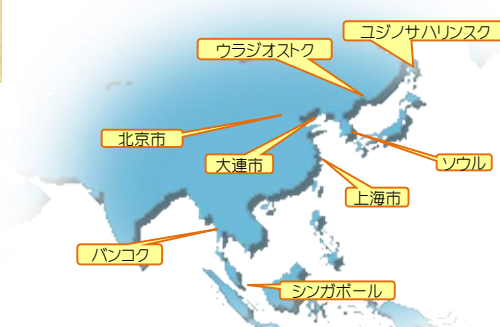 ユジノサハリンスク
ウラジオストク
北京市
大連市
ソウル
上海市
バンコク
シンガポール